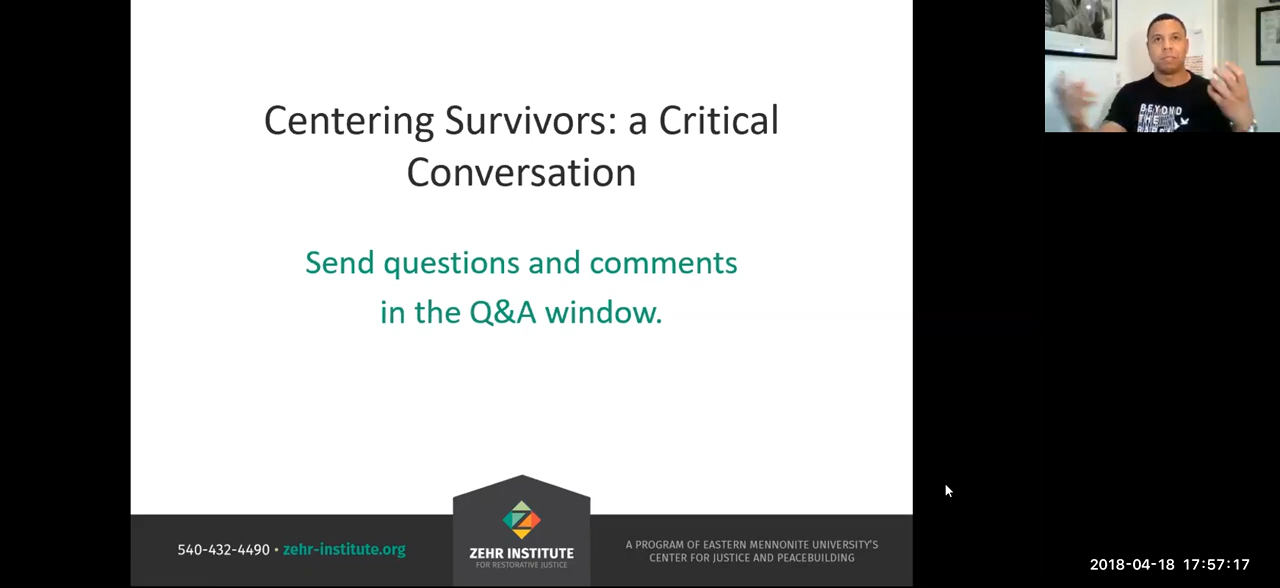 Centering Survivors: a Critical
Conversation
Send questions and comments
in the Q&A window.
540-432-4490 • zehr-institute.org
ZEHR INSTITUTE
FOR RESTORATIVE JUSTICE
A PROGRAM OF EASTERN MENNONITE UNIVERSITY'S
CENTER FOR JUSTICE AND PEACEBUILDING
BEYOND
THE
2018-04-18 17:57:17